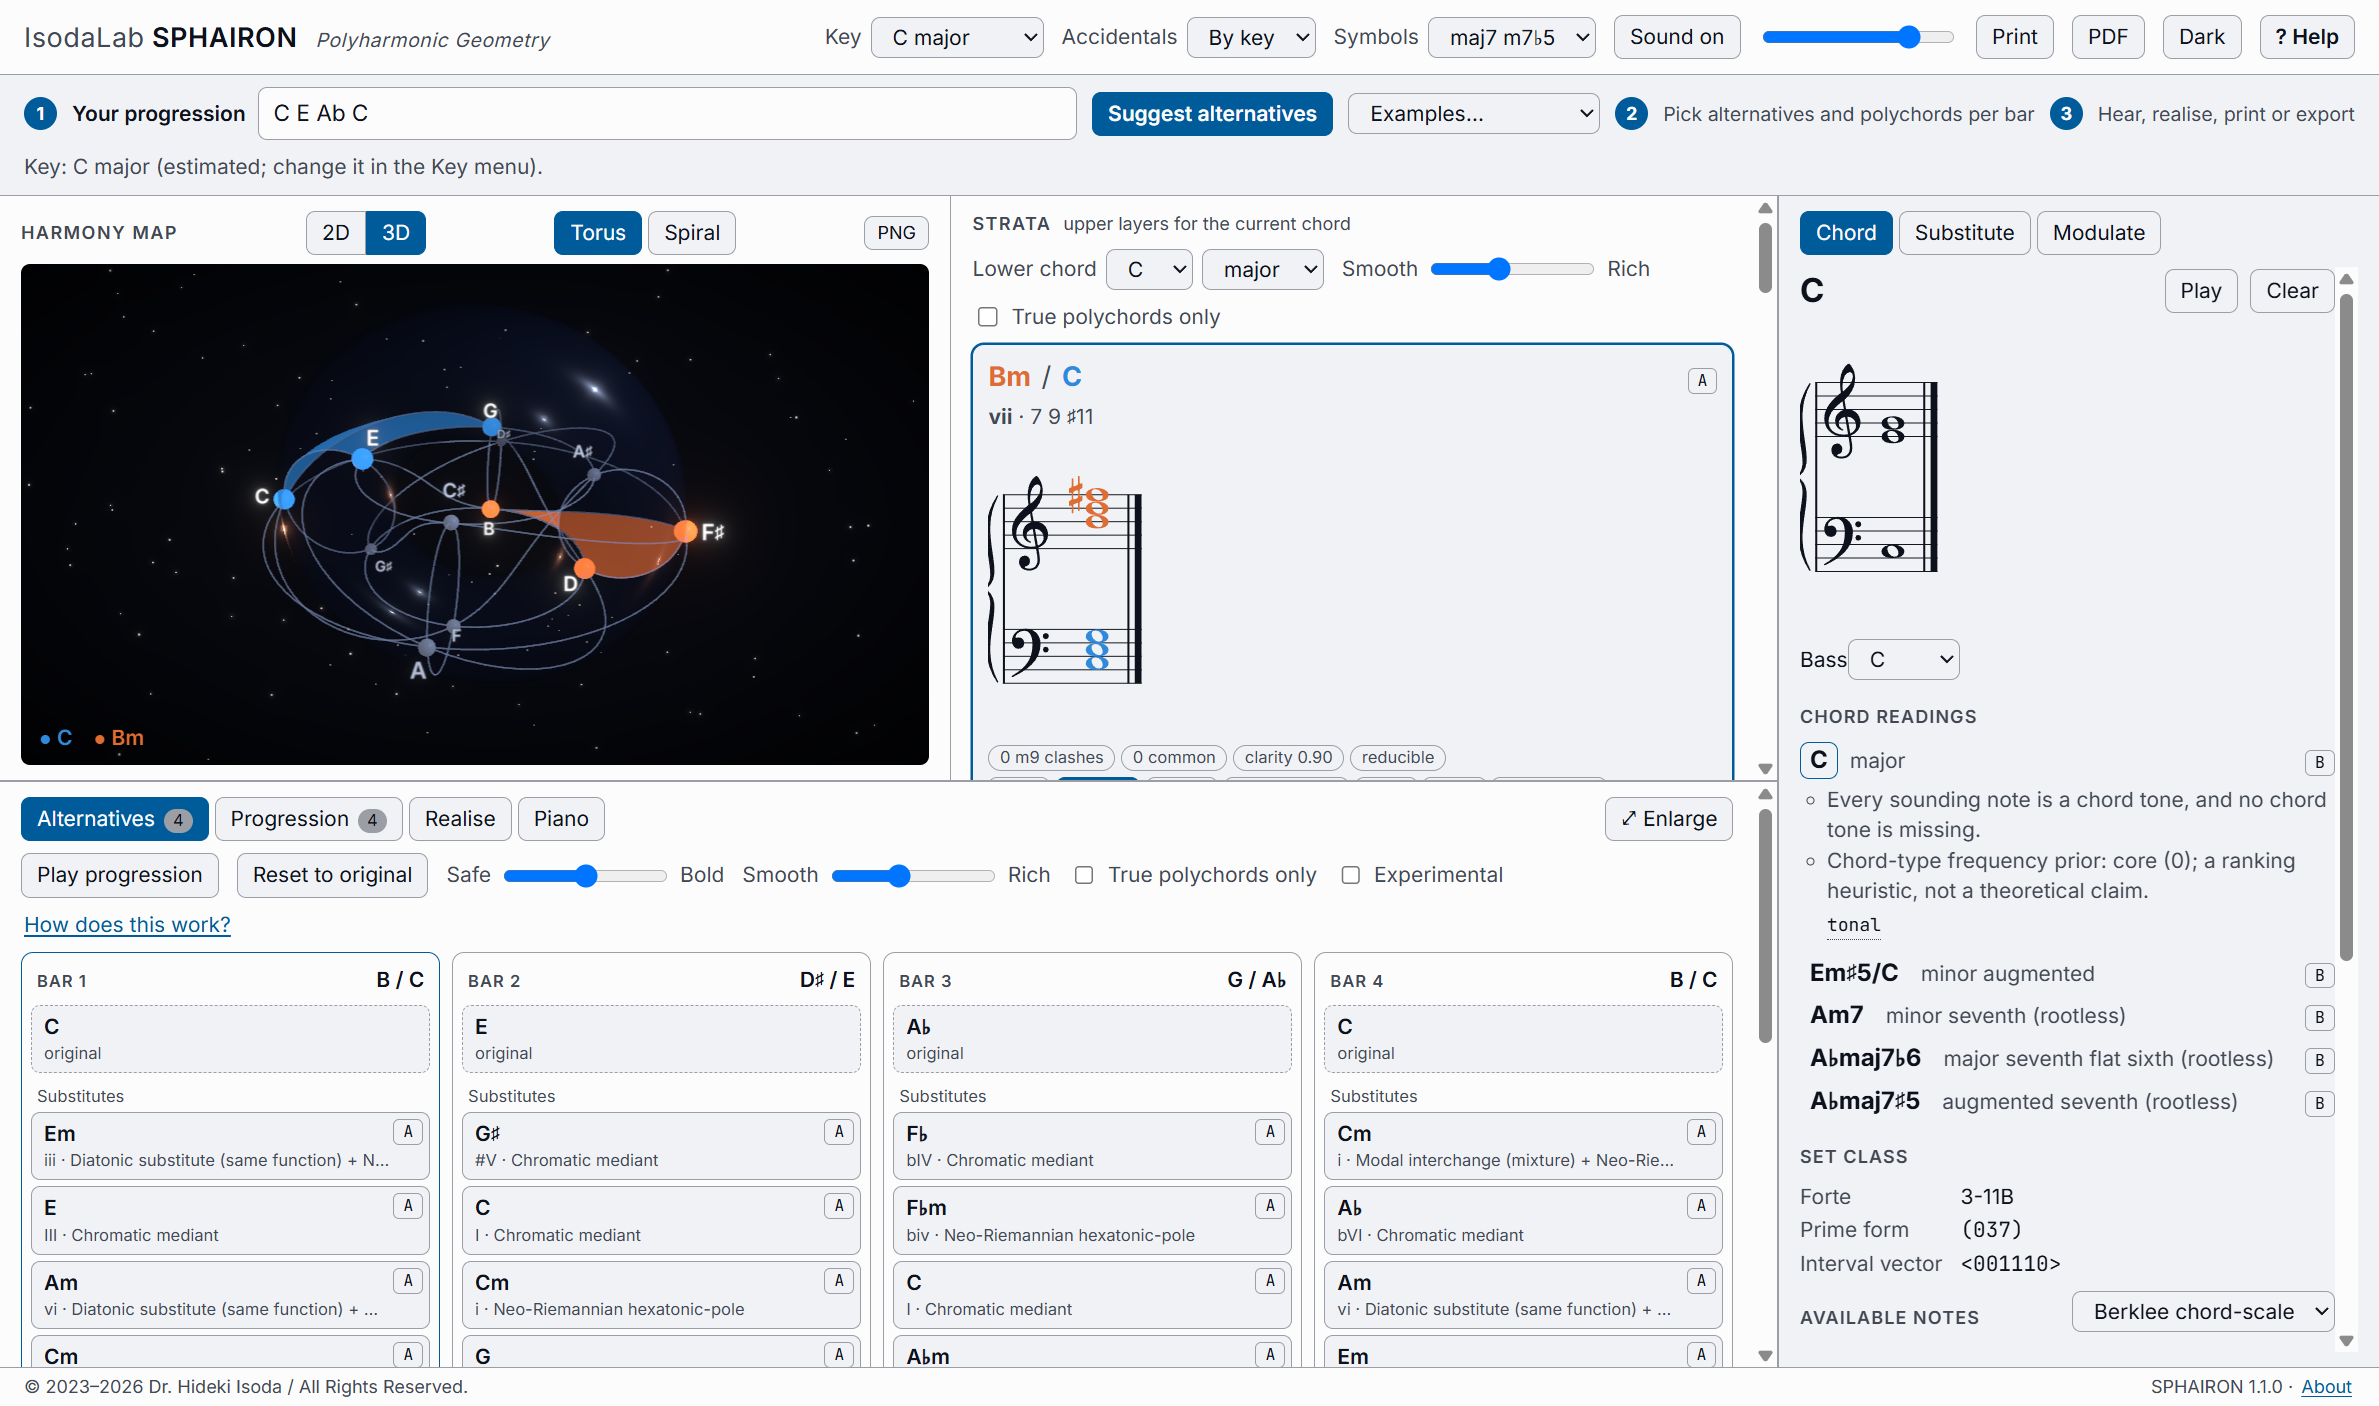 IsodaLab SPHAIRON Polyharmonic Geometry
Key C major Accidentals By key Symbols maj7 m7♭5 Sound on Print PDF Dark ? Help
1 Your progression C E Ab C Suggest alternatives Examples... 2 Pick alternatives and polychords per bar 3 Hear, realise, print or export
Key: C major (estimated; change it in the Key menu).
HARMONY MAP 2D 3D Torus Spiral PNG
G
D♯
E
A♯
C
C♯
B
F♯
G♯
D
F
A
C Bm
STRATA upper layers for the current chord
Lower chord C major Smooth Rich
True polychords only
Bm / C A
vii · 7 9 ♯11
0 m9 clashes 0 common clarity 0.90 reducible
Chord Substitute Modulate
C Play Clear
Bass C
CHORD READINGS
C major B
Every sounding note is a chord tone, and no chord
tone is missing.
Chord-type frequency prior: core (0); a ranking
heuristic, not a theoretical claim.
tonal
Em♯5/C minor augmented B
Am7 minor seventh (rootless) B
A♭maj7♭6 major seventh flat sixth (rootless) B
A♭maj7♯5 augmented seventh (rootless) B
SET CLASS
Forte 3-11B
Prime form (037)
Interval vector <001110>
AVAILABLE NOTES Berklee chord-scale
Alternatives 4 Progression 4 Realise Piano ⤢ Enlarge
Play progression Reset to original Safe Bold Smooth Rich True polychords only Experimental
How does this work?
BAR 1 B / C
C
original
Substitutes
Em A
iii · Diatonic substitute (same function) + N...
E A
III · Chromatic mediant
Am A
vi · Diatonic substitute (same function) + ...
Cm A
BAR 2 D♯ / E
E
original
Substitutes
G♯ A
#V · Chromatic mediant
C A
I · Chromatic mediant
Cm A
i · Neo-Riemannian hexatonic-pole
G A
BAR 3 G / A♭
A♭
original
Substitutes
F♭ A
bIV · Chromatic mediant
F♭m A
biv · Neo-Riemannian hexatonic-pole
C A
I · Chromatic mediant
A♭m A
BAR 4 B / C
C
original
Substitutes
Cm A
i · Modal interchange (mixture) + Neo-Rie...
A♭ A
bVI · Chromatic mediant
Am A
vi · Diatonic substitute (same function) + ...
Em A
© 2023–2026 Dr. Hideki Isoda / All Rights Reserved.
SPHAIRON 1.1.0 · About